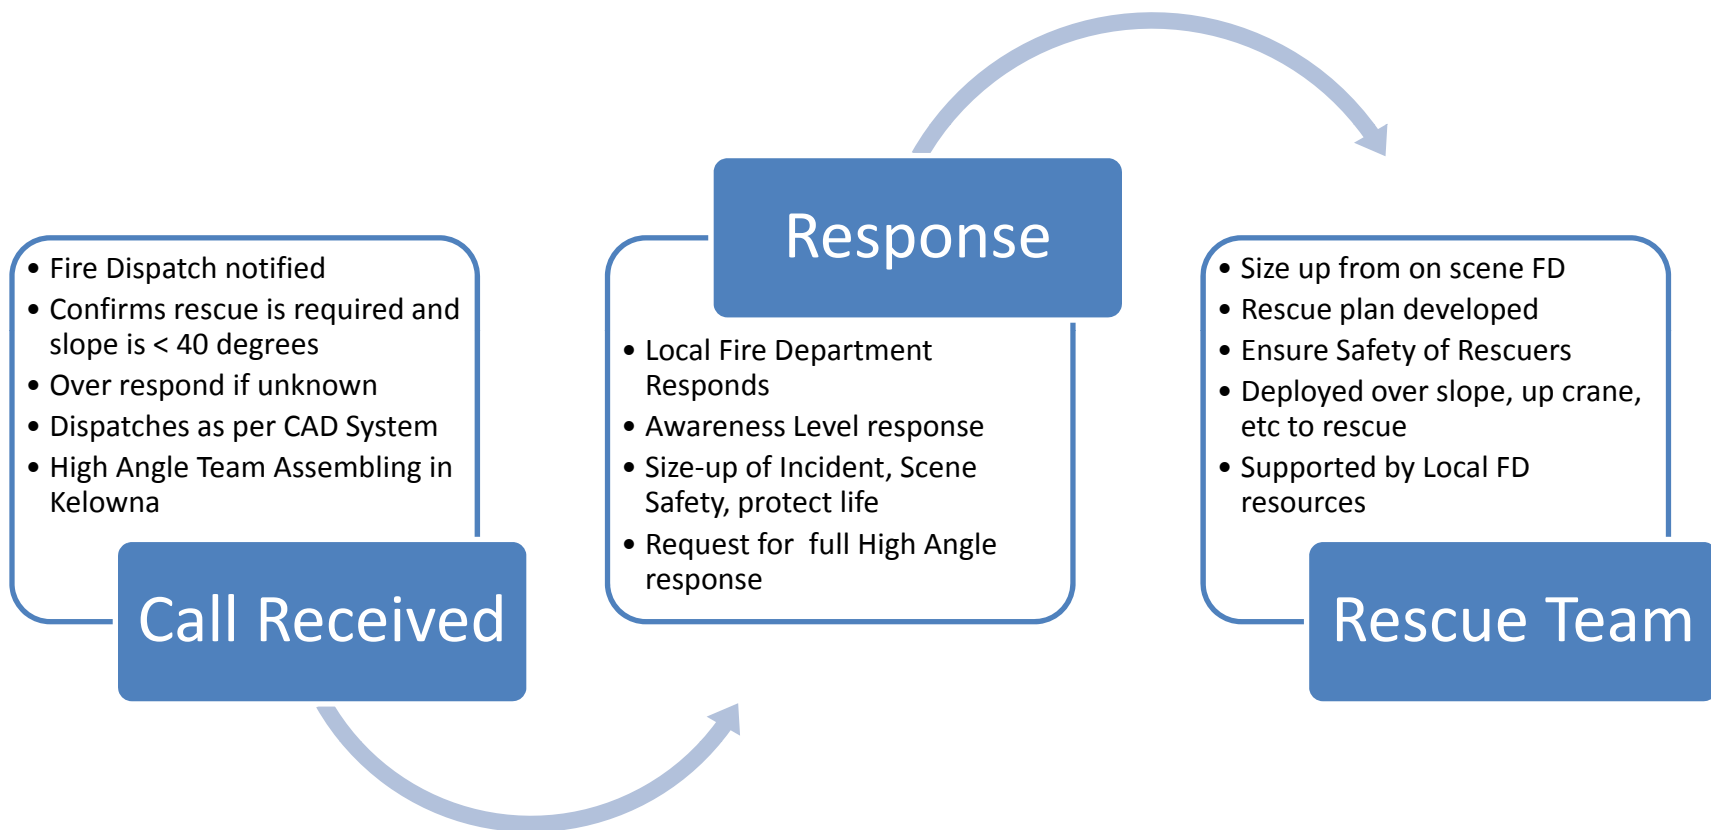 • Fire Dispatch notified
• Confirms rescue is required and
slope is < 40 degrees
• Over respond if unknown
• Dispatches as per CAD System
• High Angle Team Assembling in
Kelowna
Call Received
Response
• Local Fire Department
Responds
• Awareness Level response
• Size-up of Incident, Scene
Safety, protect life
• Request for  full High Angle
response
• Size up from on scene FD
• Rescue plan developed
• Ensure Safety of Rescuers
• Deployed over slope, up crane,
etc to rescue
• Supported by Local FD
resources
Rescue Team